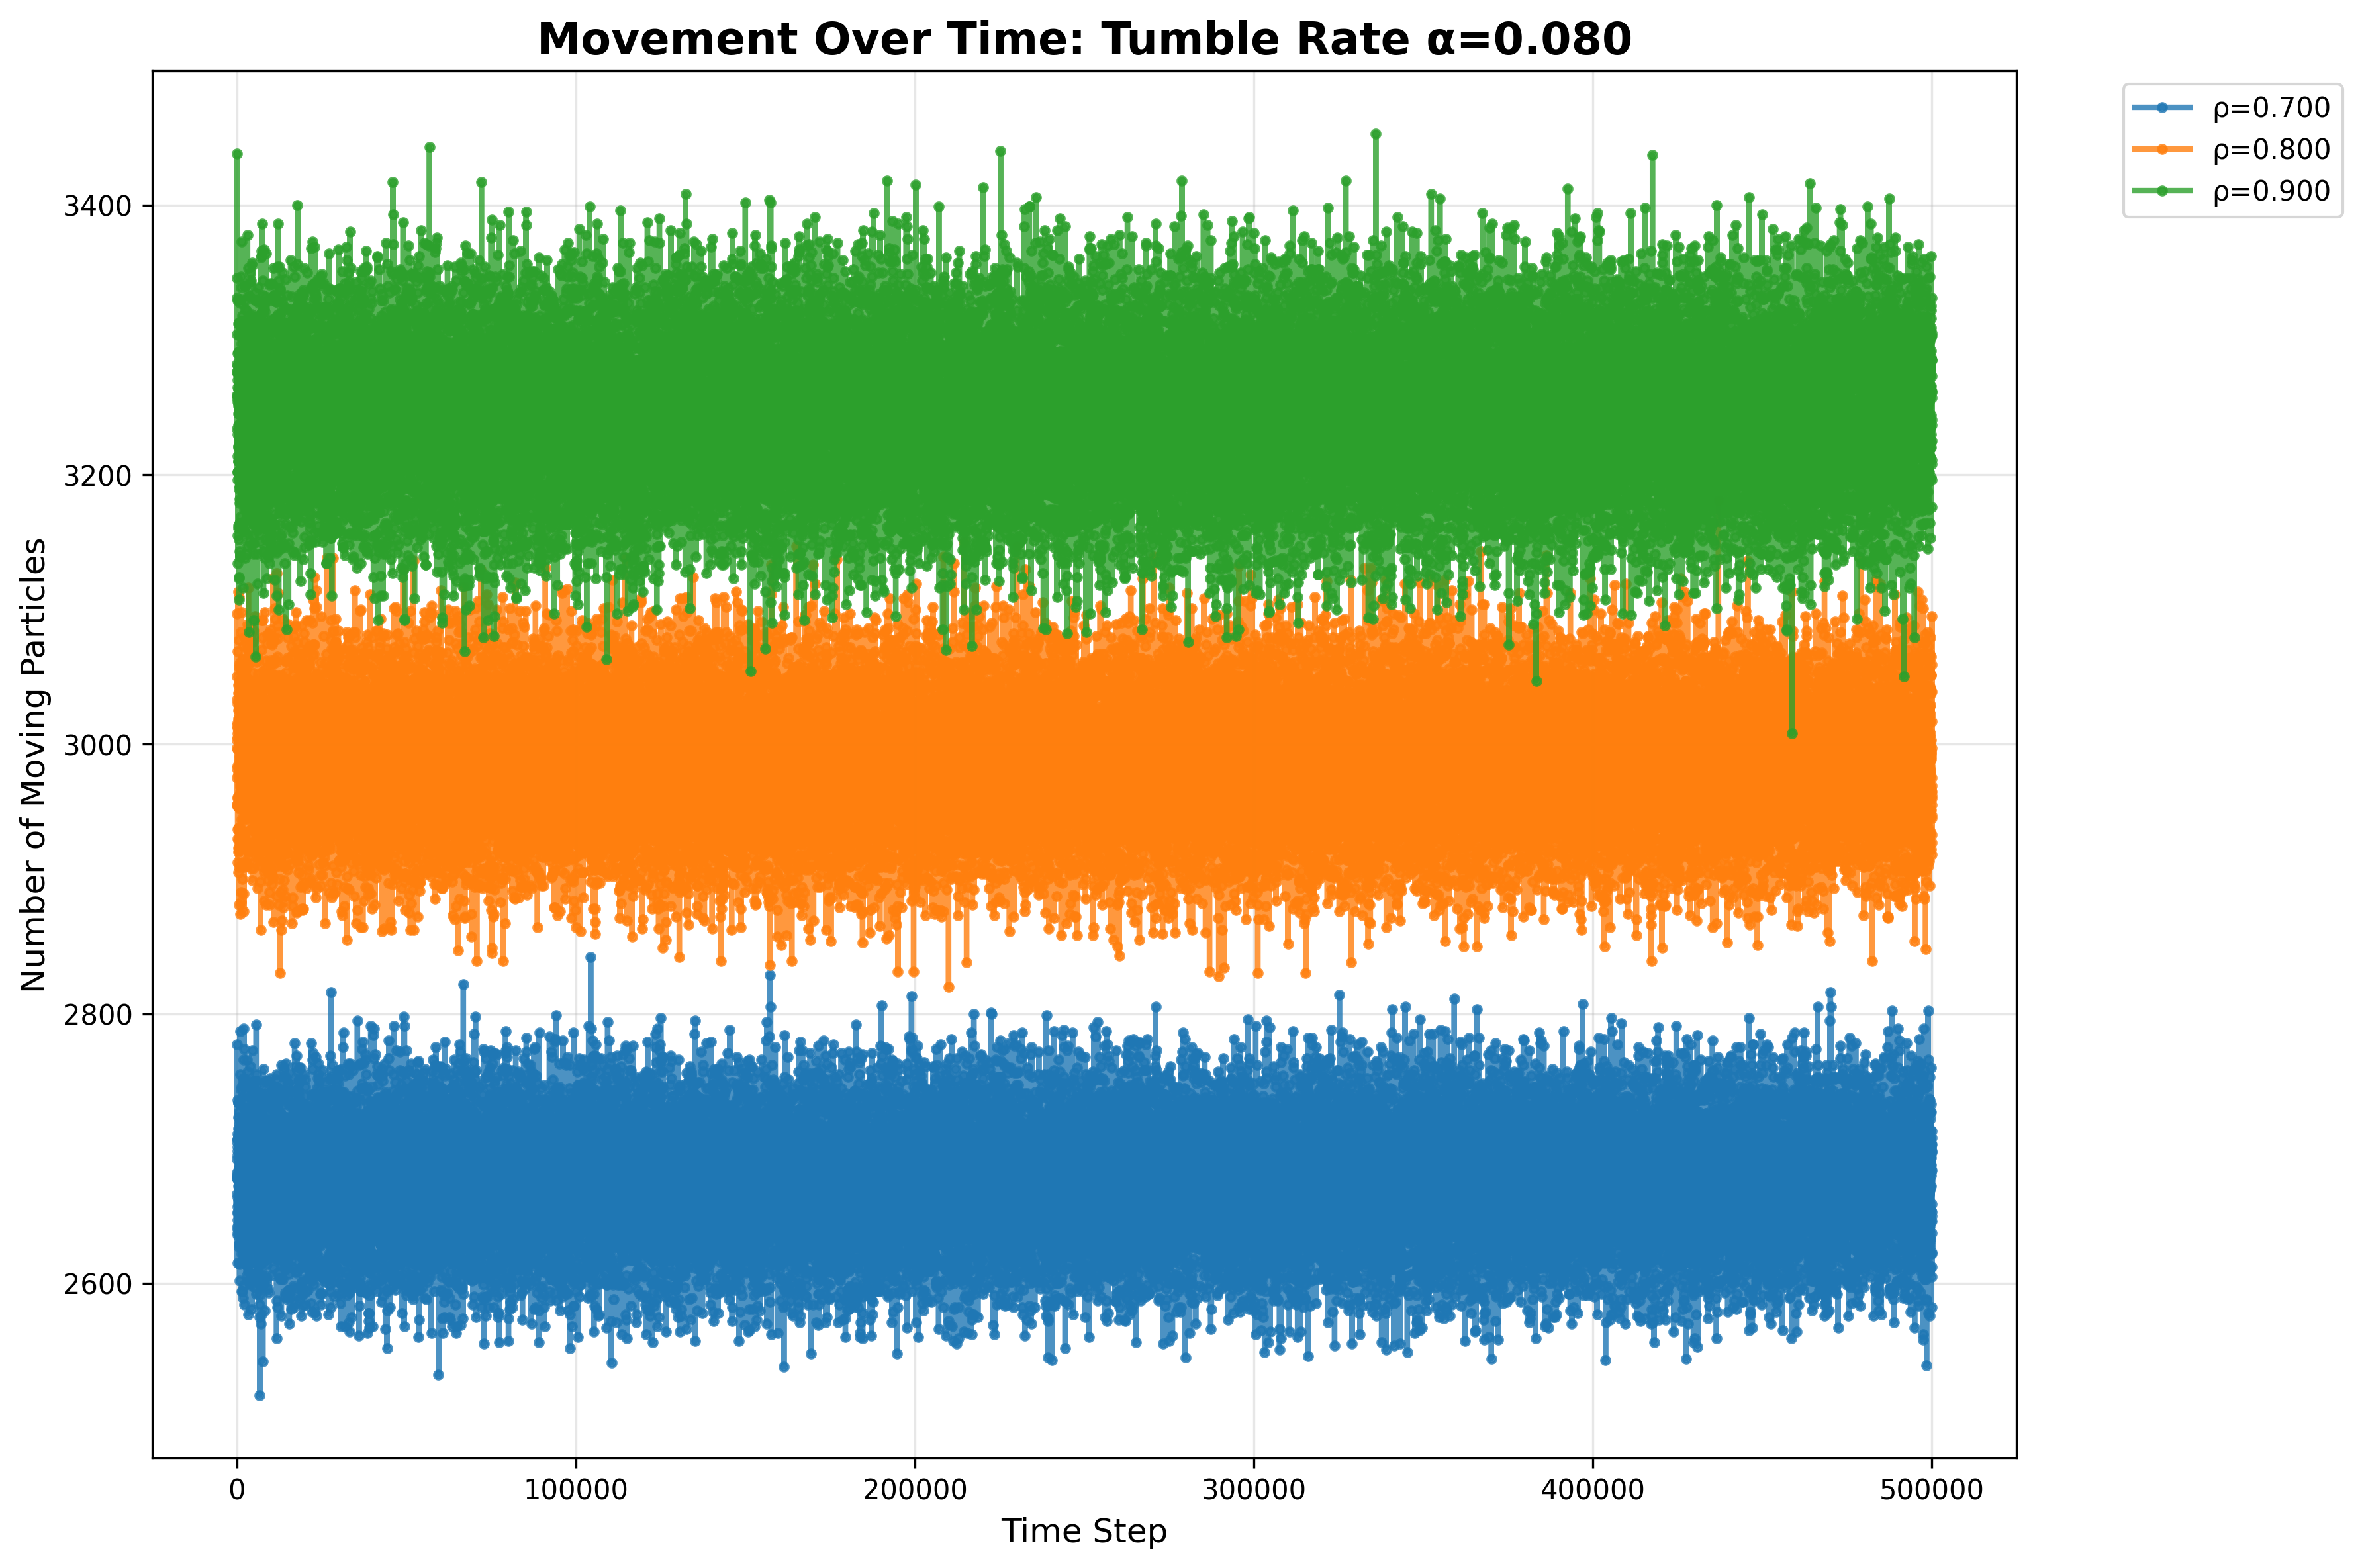 Movement Over Time: Tumble Rate α=0.080
ρ=0.700
ρ=0.800
ρ=0.900
Number of Moving Particles
3400
3200
3000
2800
2600
0 100000 200000 300000 400000 500000
Time Step